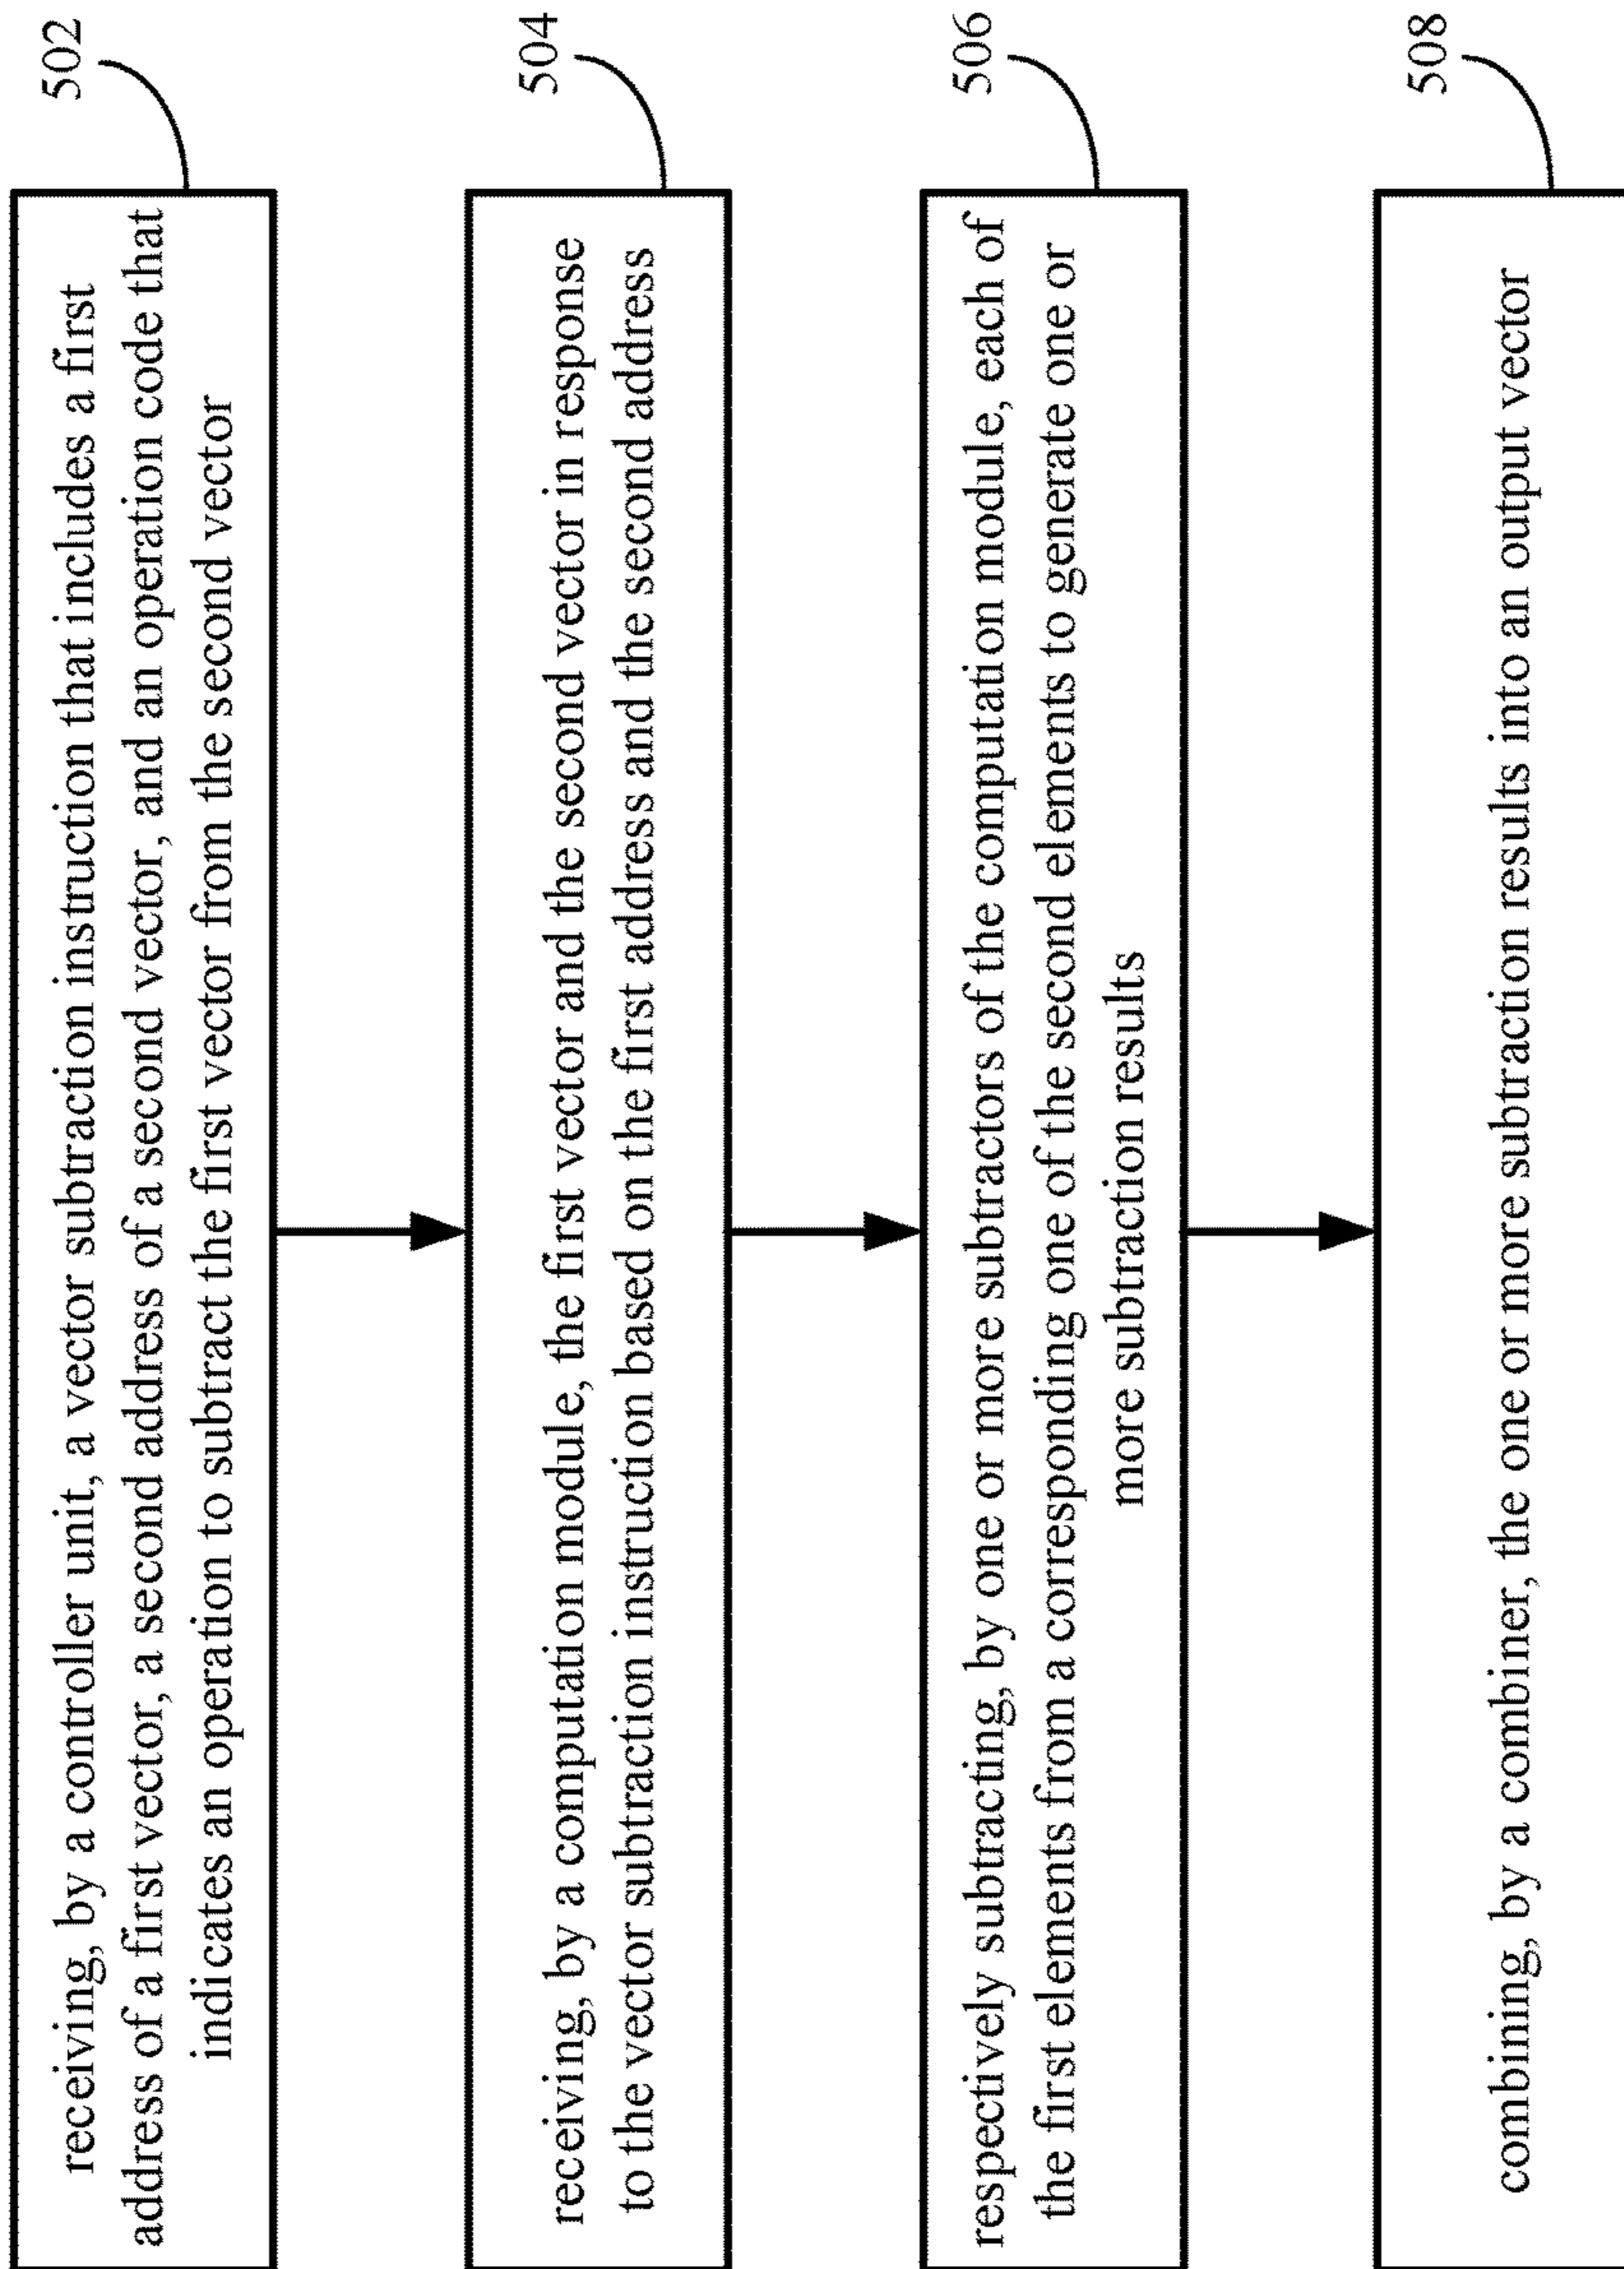 502
receiving, by a controller unit, a vector subtraction instruction that includes a first
address of a first vector, a second address of a second vector, and an operation code that
indicates an operation to subtract the first vector from the second vector
504
receiving, by a computation module, the first vector and the second vector in response
to the vector subtraction instruction based on the first address and the second address
506
respectively subtracting, by one or more subtractors of the computation module, each of
the first elements from a corresponding one of the second elements to generate one or
more subtraction results
508
combining, by a combiner, the one or more subtraction results into an output vector